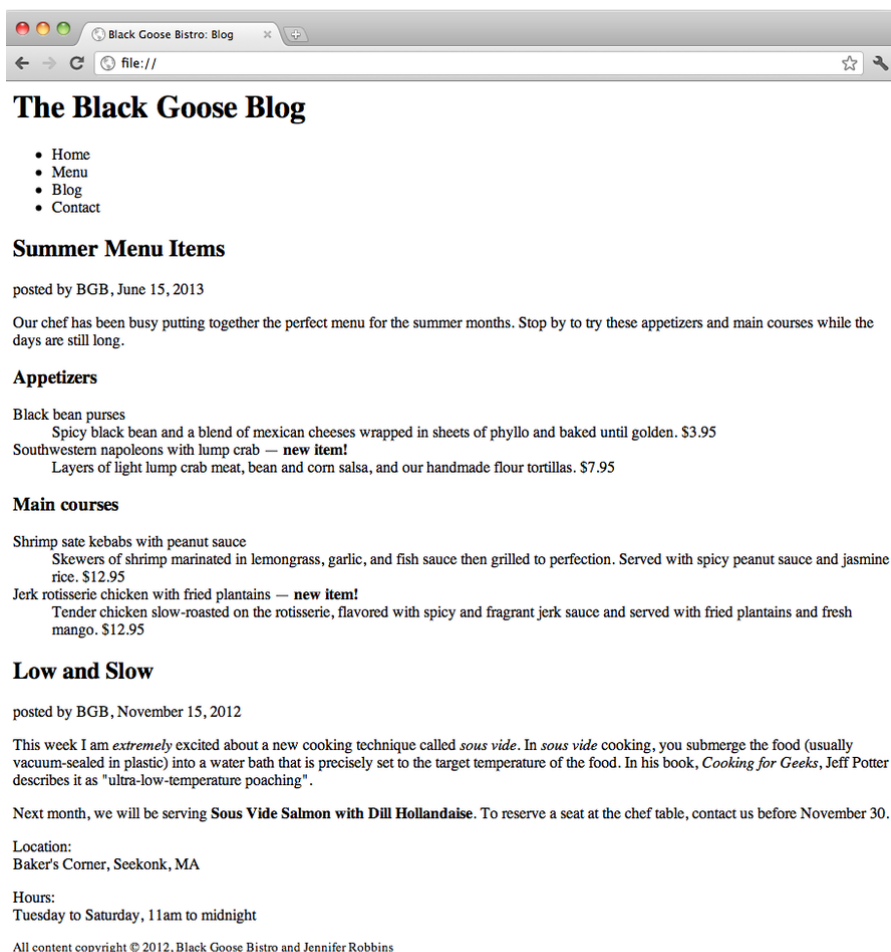 Black Goose Bistro: Blog
file://
The Black Goose Blog
• Home
• Menu
• Blog
• Contact
Summer Menu Items
posted by BGB, June 15, 2013
Our chef has been busy putting together the perfect menu for the summer months. Stop by to try these appetizers and main courses while the
days are still long.
Appetizers
Black bean purses
Spicy black bean and a blend of mexican cheeses wrapped in sheets of phyllo and baked until golden. $3.95
Southwestern napoleons with lump crab — new item!
Layers of light lump crab meat, bean and corn salsa, and our handmade flour tortillas. $7.95
Main courses
Shrimp sate kebabs with peanut sauce
Skewers of shrimp marinated in lemongrass, garlic, and fish sauce then grilled to perfection. Served with spicy peanut sauce and jasmine
rice. $12.95
Jerk rotisserie chicken with fried plantains — new item!
Tender chicken slow-roasted on the rotisserie, flavored with spicy and fragrant jerk sauce and served with fried plantains and fresh
mango. $12.95
Low and Slow
posted by BGB, November 15, 2012
This week I am extremely excited about a new cooking technique called sous vide. In sous vide cooking, you submerge the food (usually
vacuum-sealed in plastic) into a water bath that is precisely set to the target temperature of the food. In his book, Cooking for Geeks, Jeff Potter
describes it as "ultra-low-temperature poaching".
Next month, we will be serving Sous Vide Salmon with Dill Hollandaise. To reserve a seat at the chef table, contact us before November 30.
Location:
Baker's Corner, Seekonk, MA
Hours:
Tuesday to Saturday, 11am to midnight
All content copyright © 2012, Black Goose Bistro and Jennifer Robbins